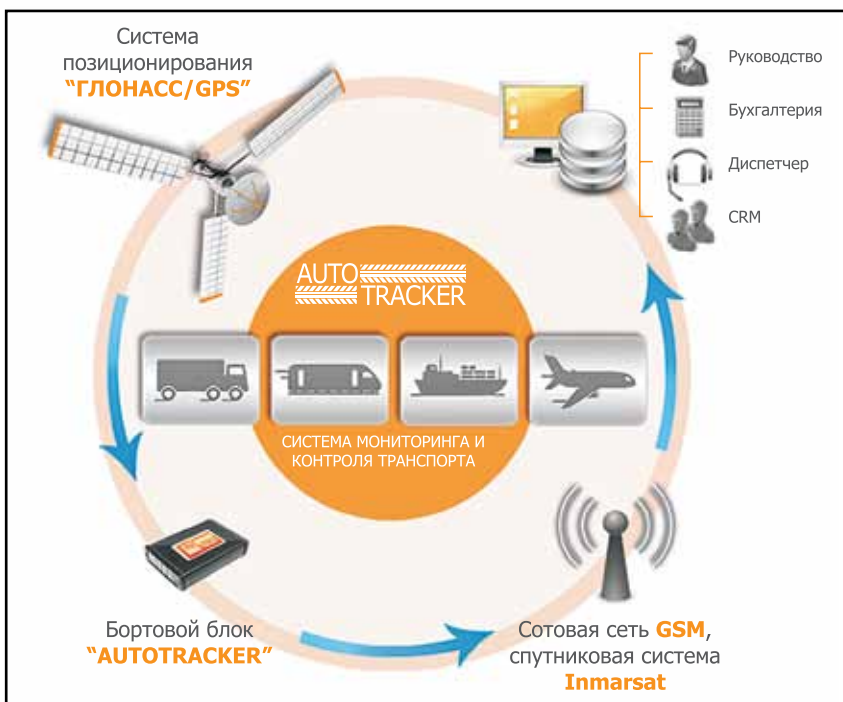 Система
позиционирования
“ГЛОНАСС/GPS”
Руководство
Бухгалтерия
Диспетчер
CRM
AUTO
TRACKER
СИСТЕМА МОНИТОРИНГА И
КОНТРОЛЯ ТРАНСПОРТА
Бортовой блок
“AUTOTRACKER”
Сотовая сеть GSM,
спутниковая система
Inmarsat